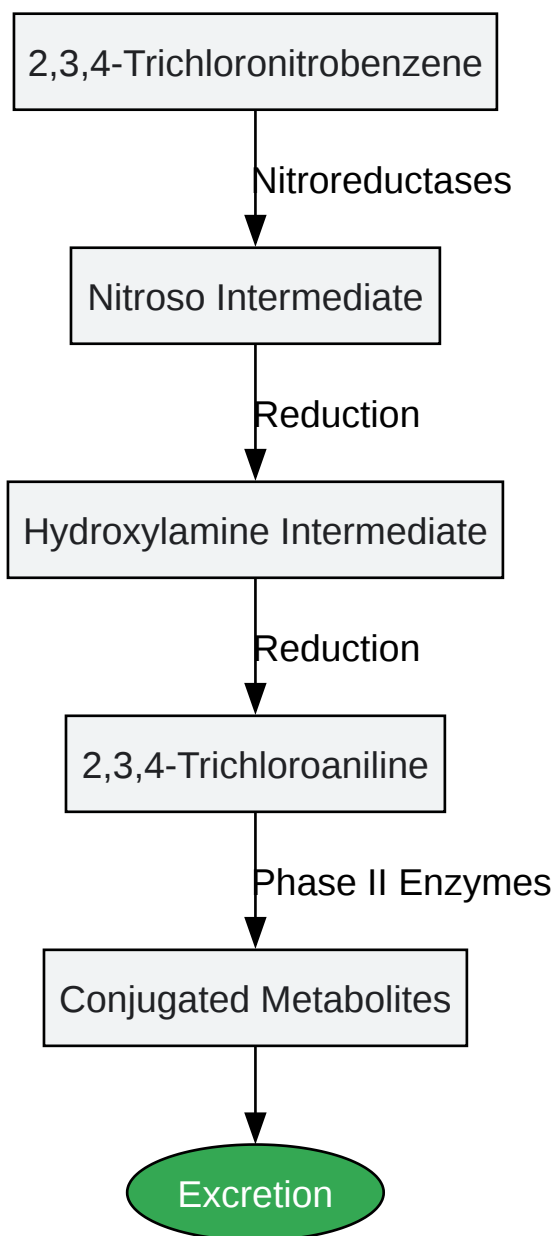 2,3,4-Trichloronitrobenzene
Nitroreductases
Nitroso Intermediate
Reduction
Hydroxylamine Intermediate
Reduction
2,3,4-Trichloroaniline
Phase II Enzymes
Conjugated Metabolites
Excretion